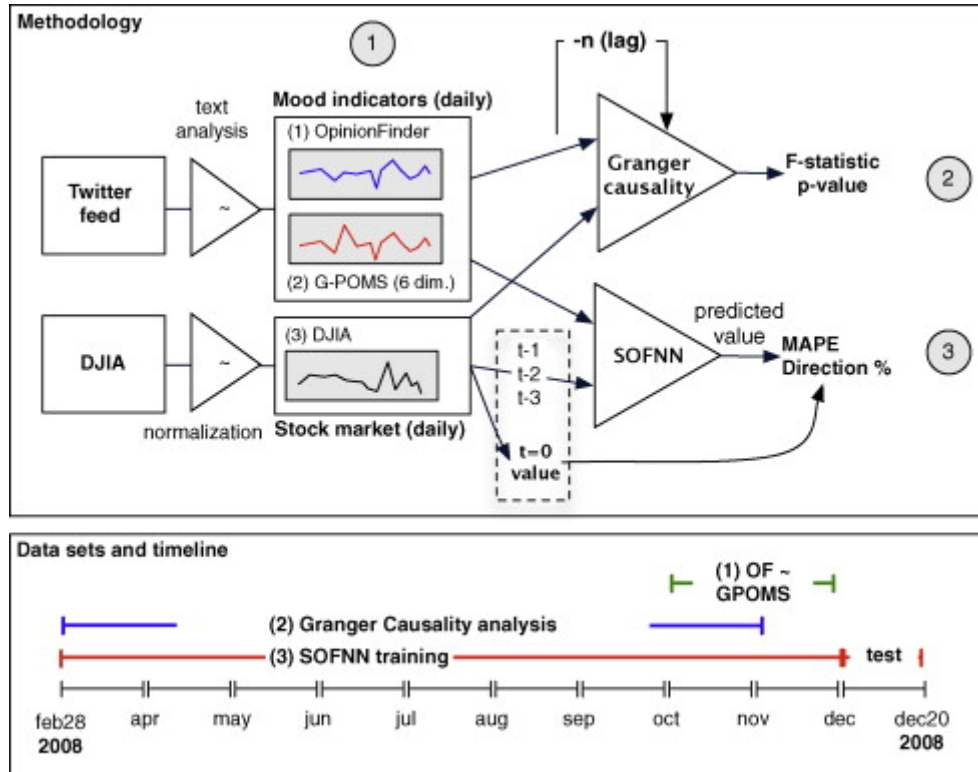 Methodology
1
-n (lag)
2
3
text
analysis
Mood indicators (daily)
(1) OpinionFinder
Twitter
feed
~
(2) G-POMS (6 dim.)
Granger
causality
F-statistic
p-value
DJIA
~
normalization
(3) DJIA
Stock market (daily)
t-1
t-2
t-3
t=0
value
SOFNN
predicted
value
MAPE
Direction %
Data sets and timeline
(1) OF ~
GPOMS
(2) Granger Causality analysis
(3) SOFNN training
test
feb28 apr may jun jul aug sep oct nov dec dec20
2008 2008